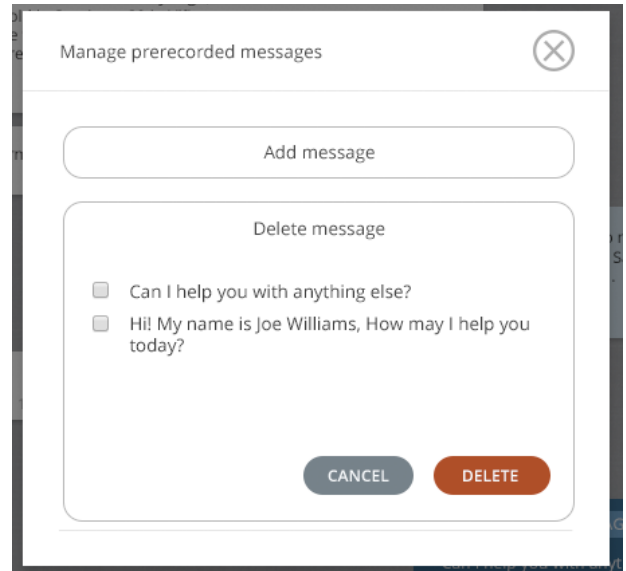 Manage prerecorded messages
Add message
Delete message
Can I help you with anything else?
Hi! My name is Joe Williams, How may I help you
today?
CANCEL
DELETE